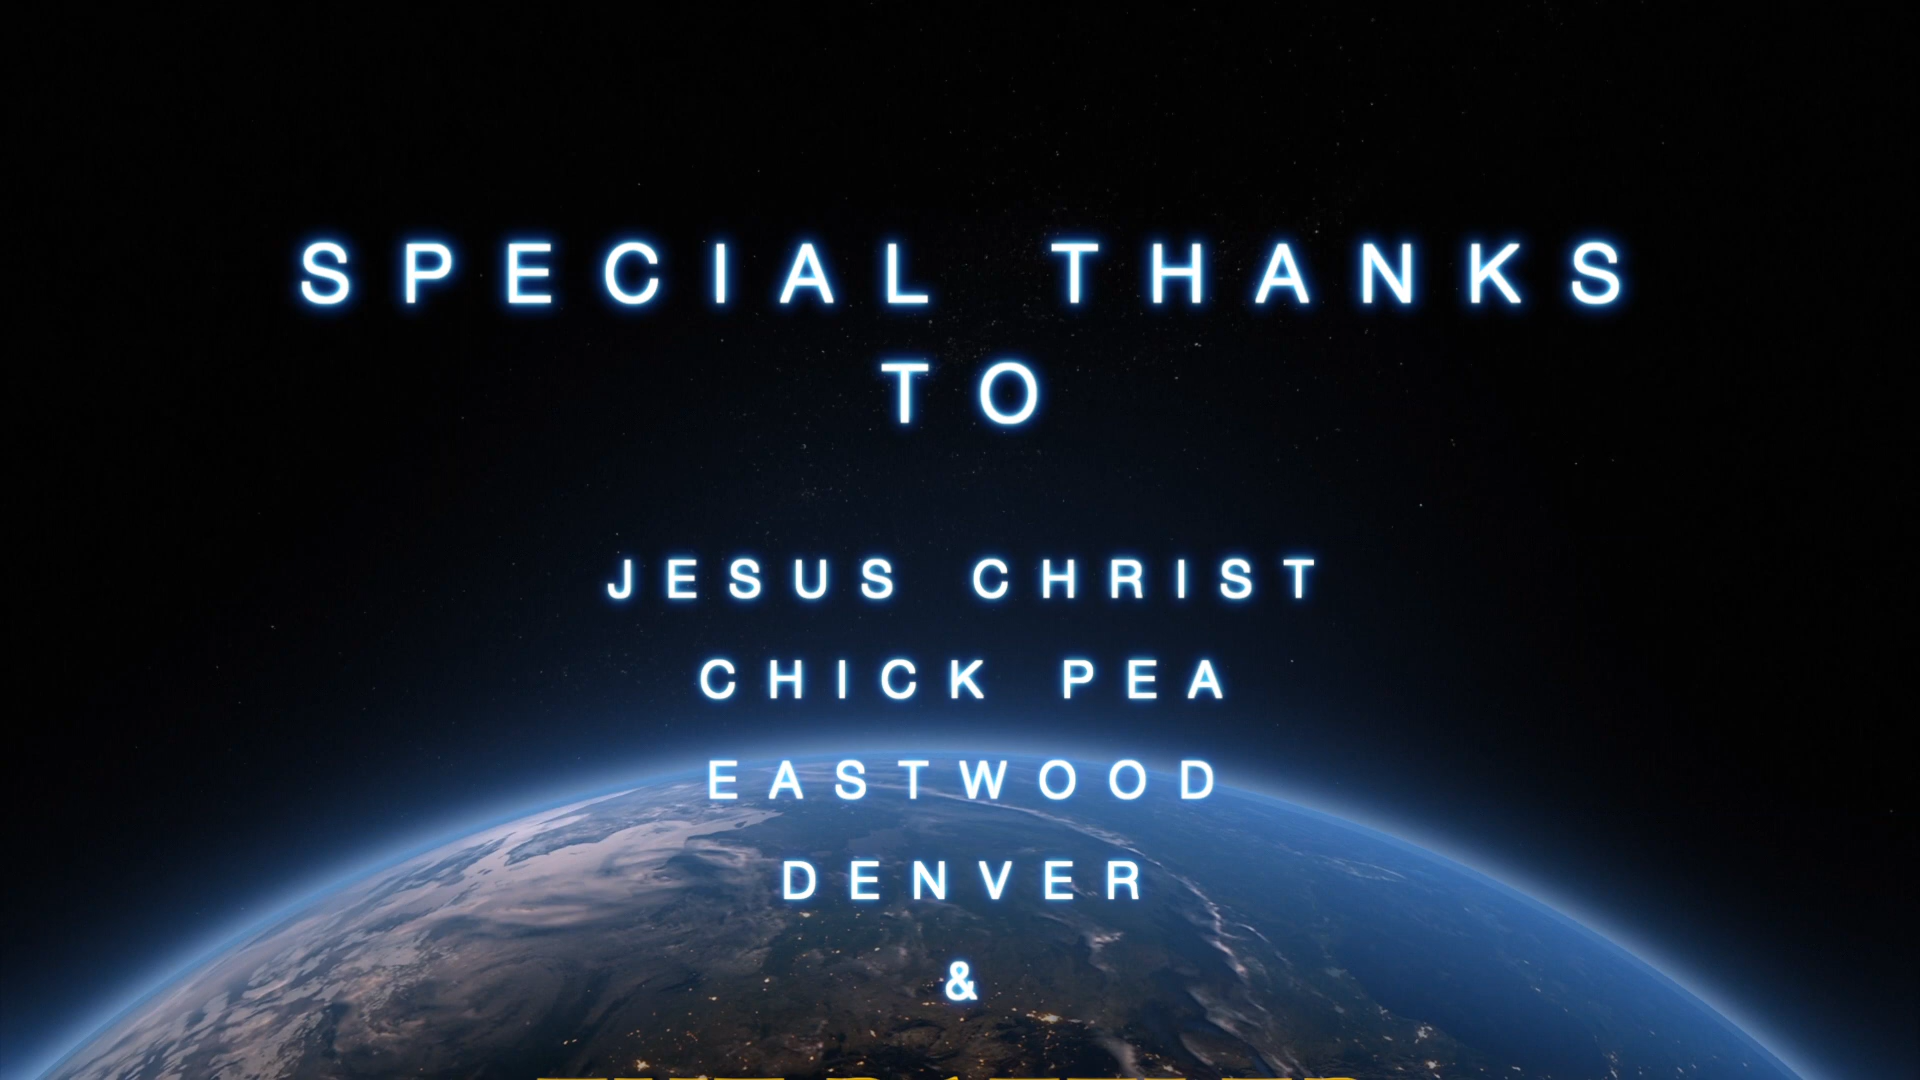 SPECIAL THANKS
TO
JESUS CHRIST
CHICK PEA
EASTWOOD
DENVER
&